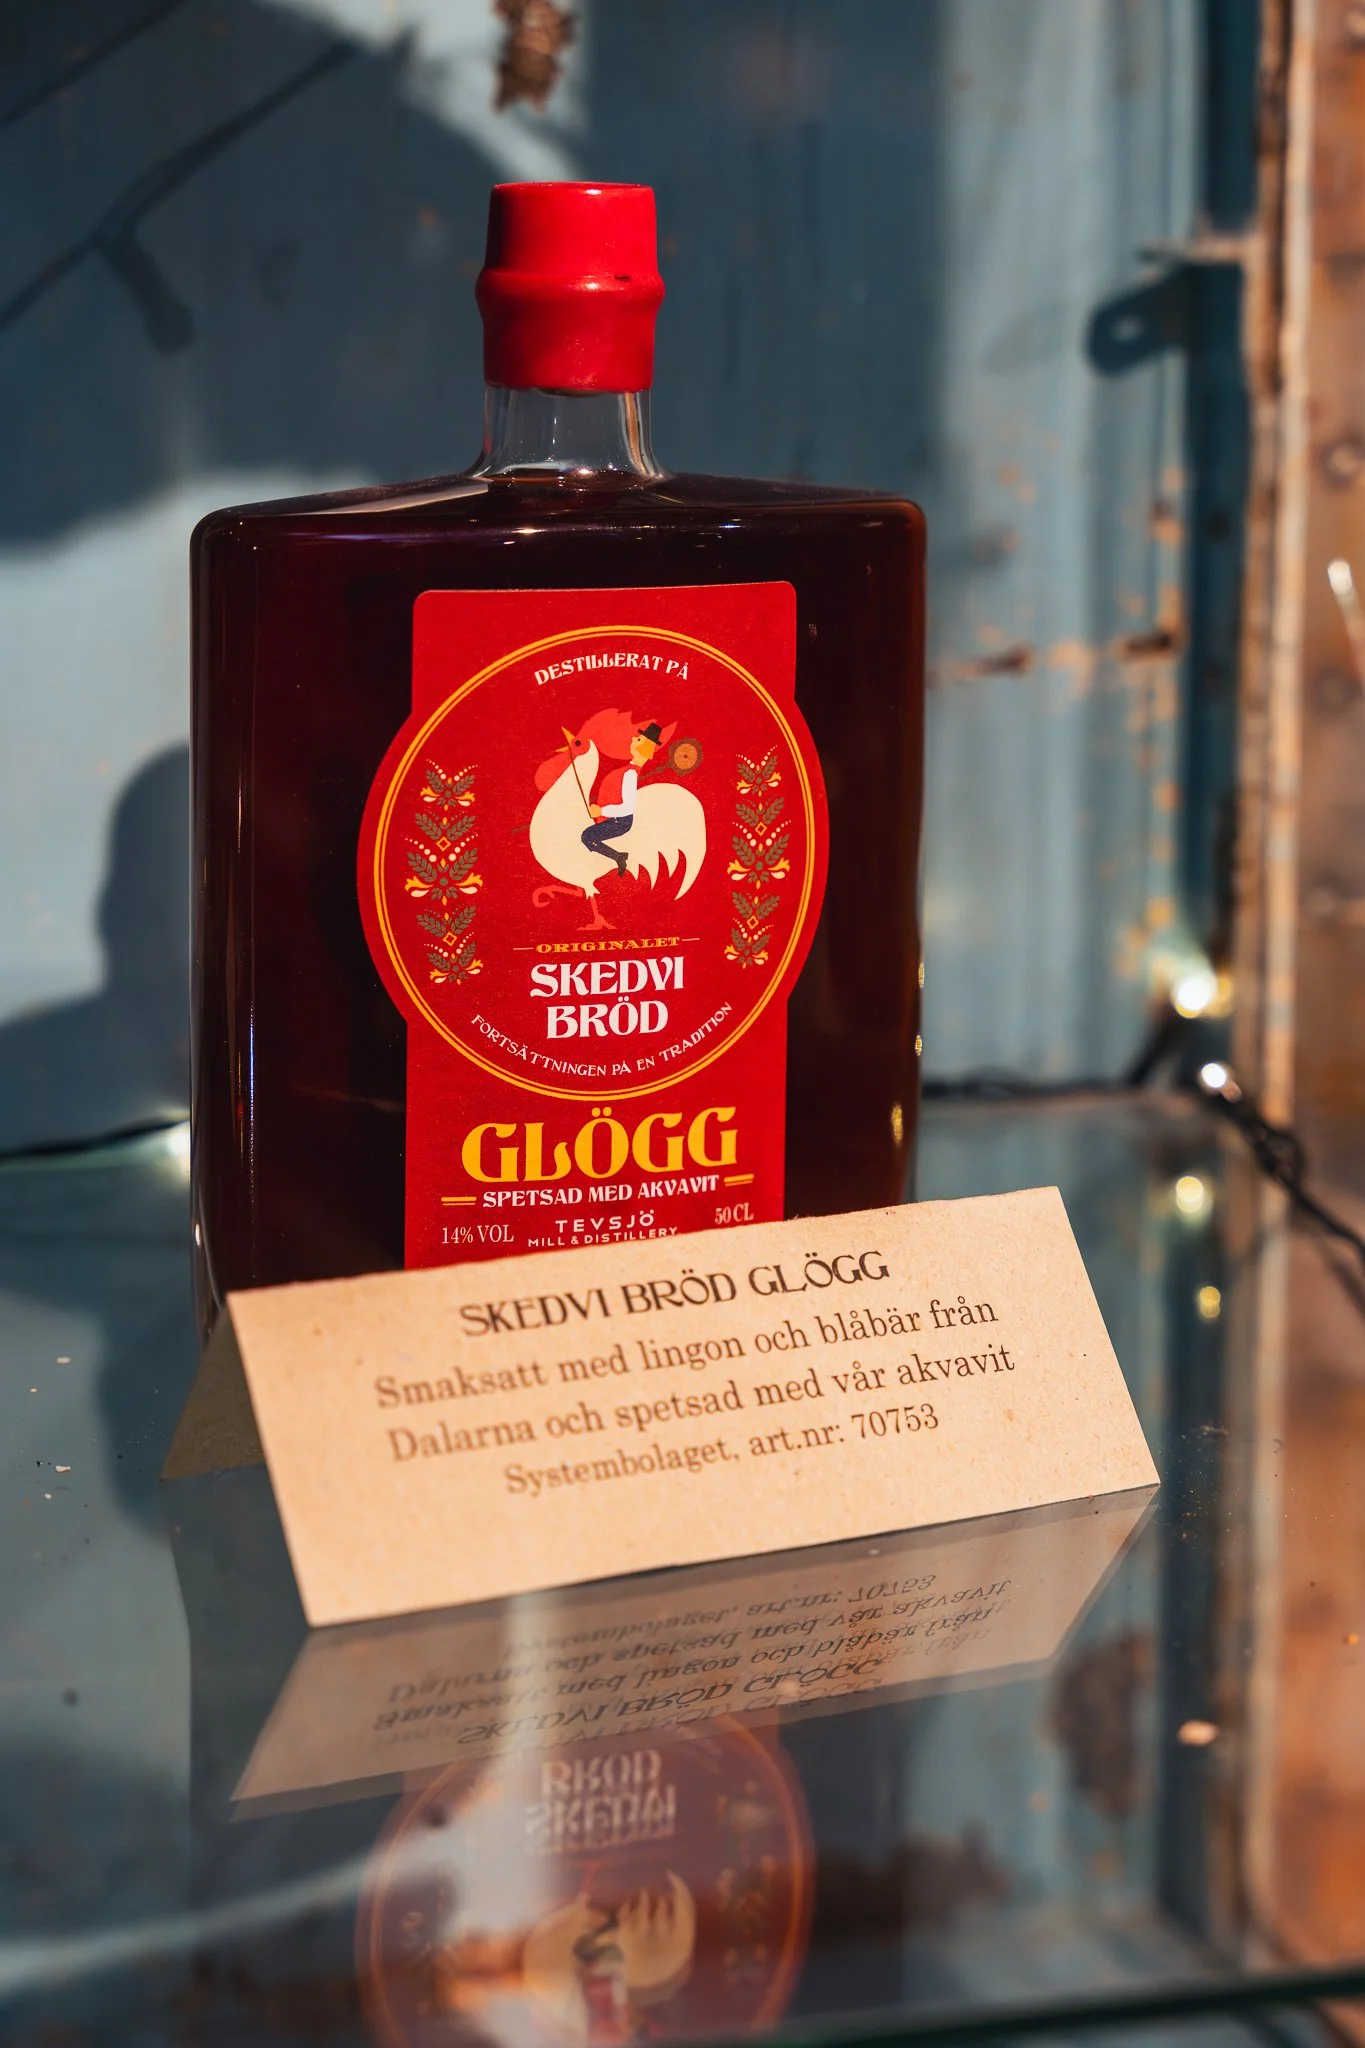 DESTILLERAT PÅ
ORIGINALET
SKEDVI
BRÖD
FORTSÄTTNINGEN PÅ EN TRADITION
GLÖGG
SPETSAD MED AKVAVIT
14% VOL
TEVSJÖ
MILL & DISTILLERY
50 CL
SKEDVI BRÖD GLÖGG
Smaksatt med lingon och blåbär från
Dalarna och spetsad med vår akvavit
Systembolaget, art.nr: 70753